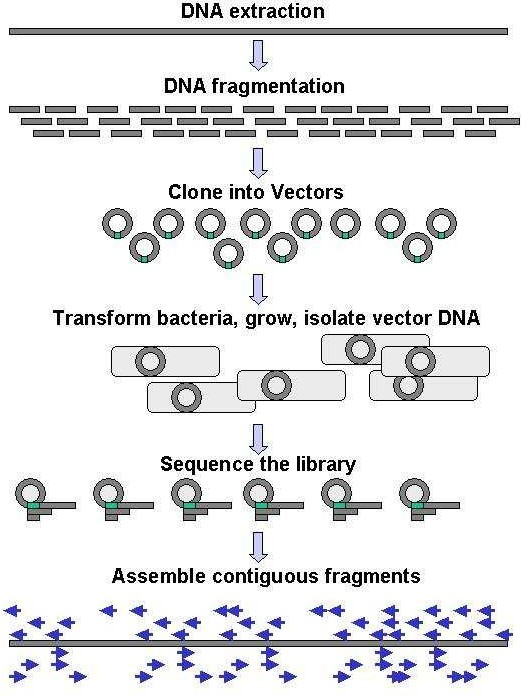 DNA extraction
DNA fragmentation
Clone into Vectors
Transform bacteria, grow, isolate vector DNA
Sequence the library
Assemble contiguous fragments